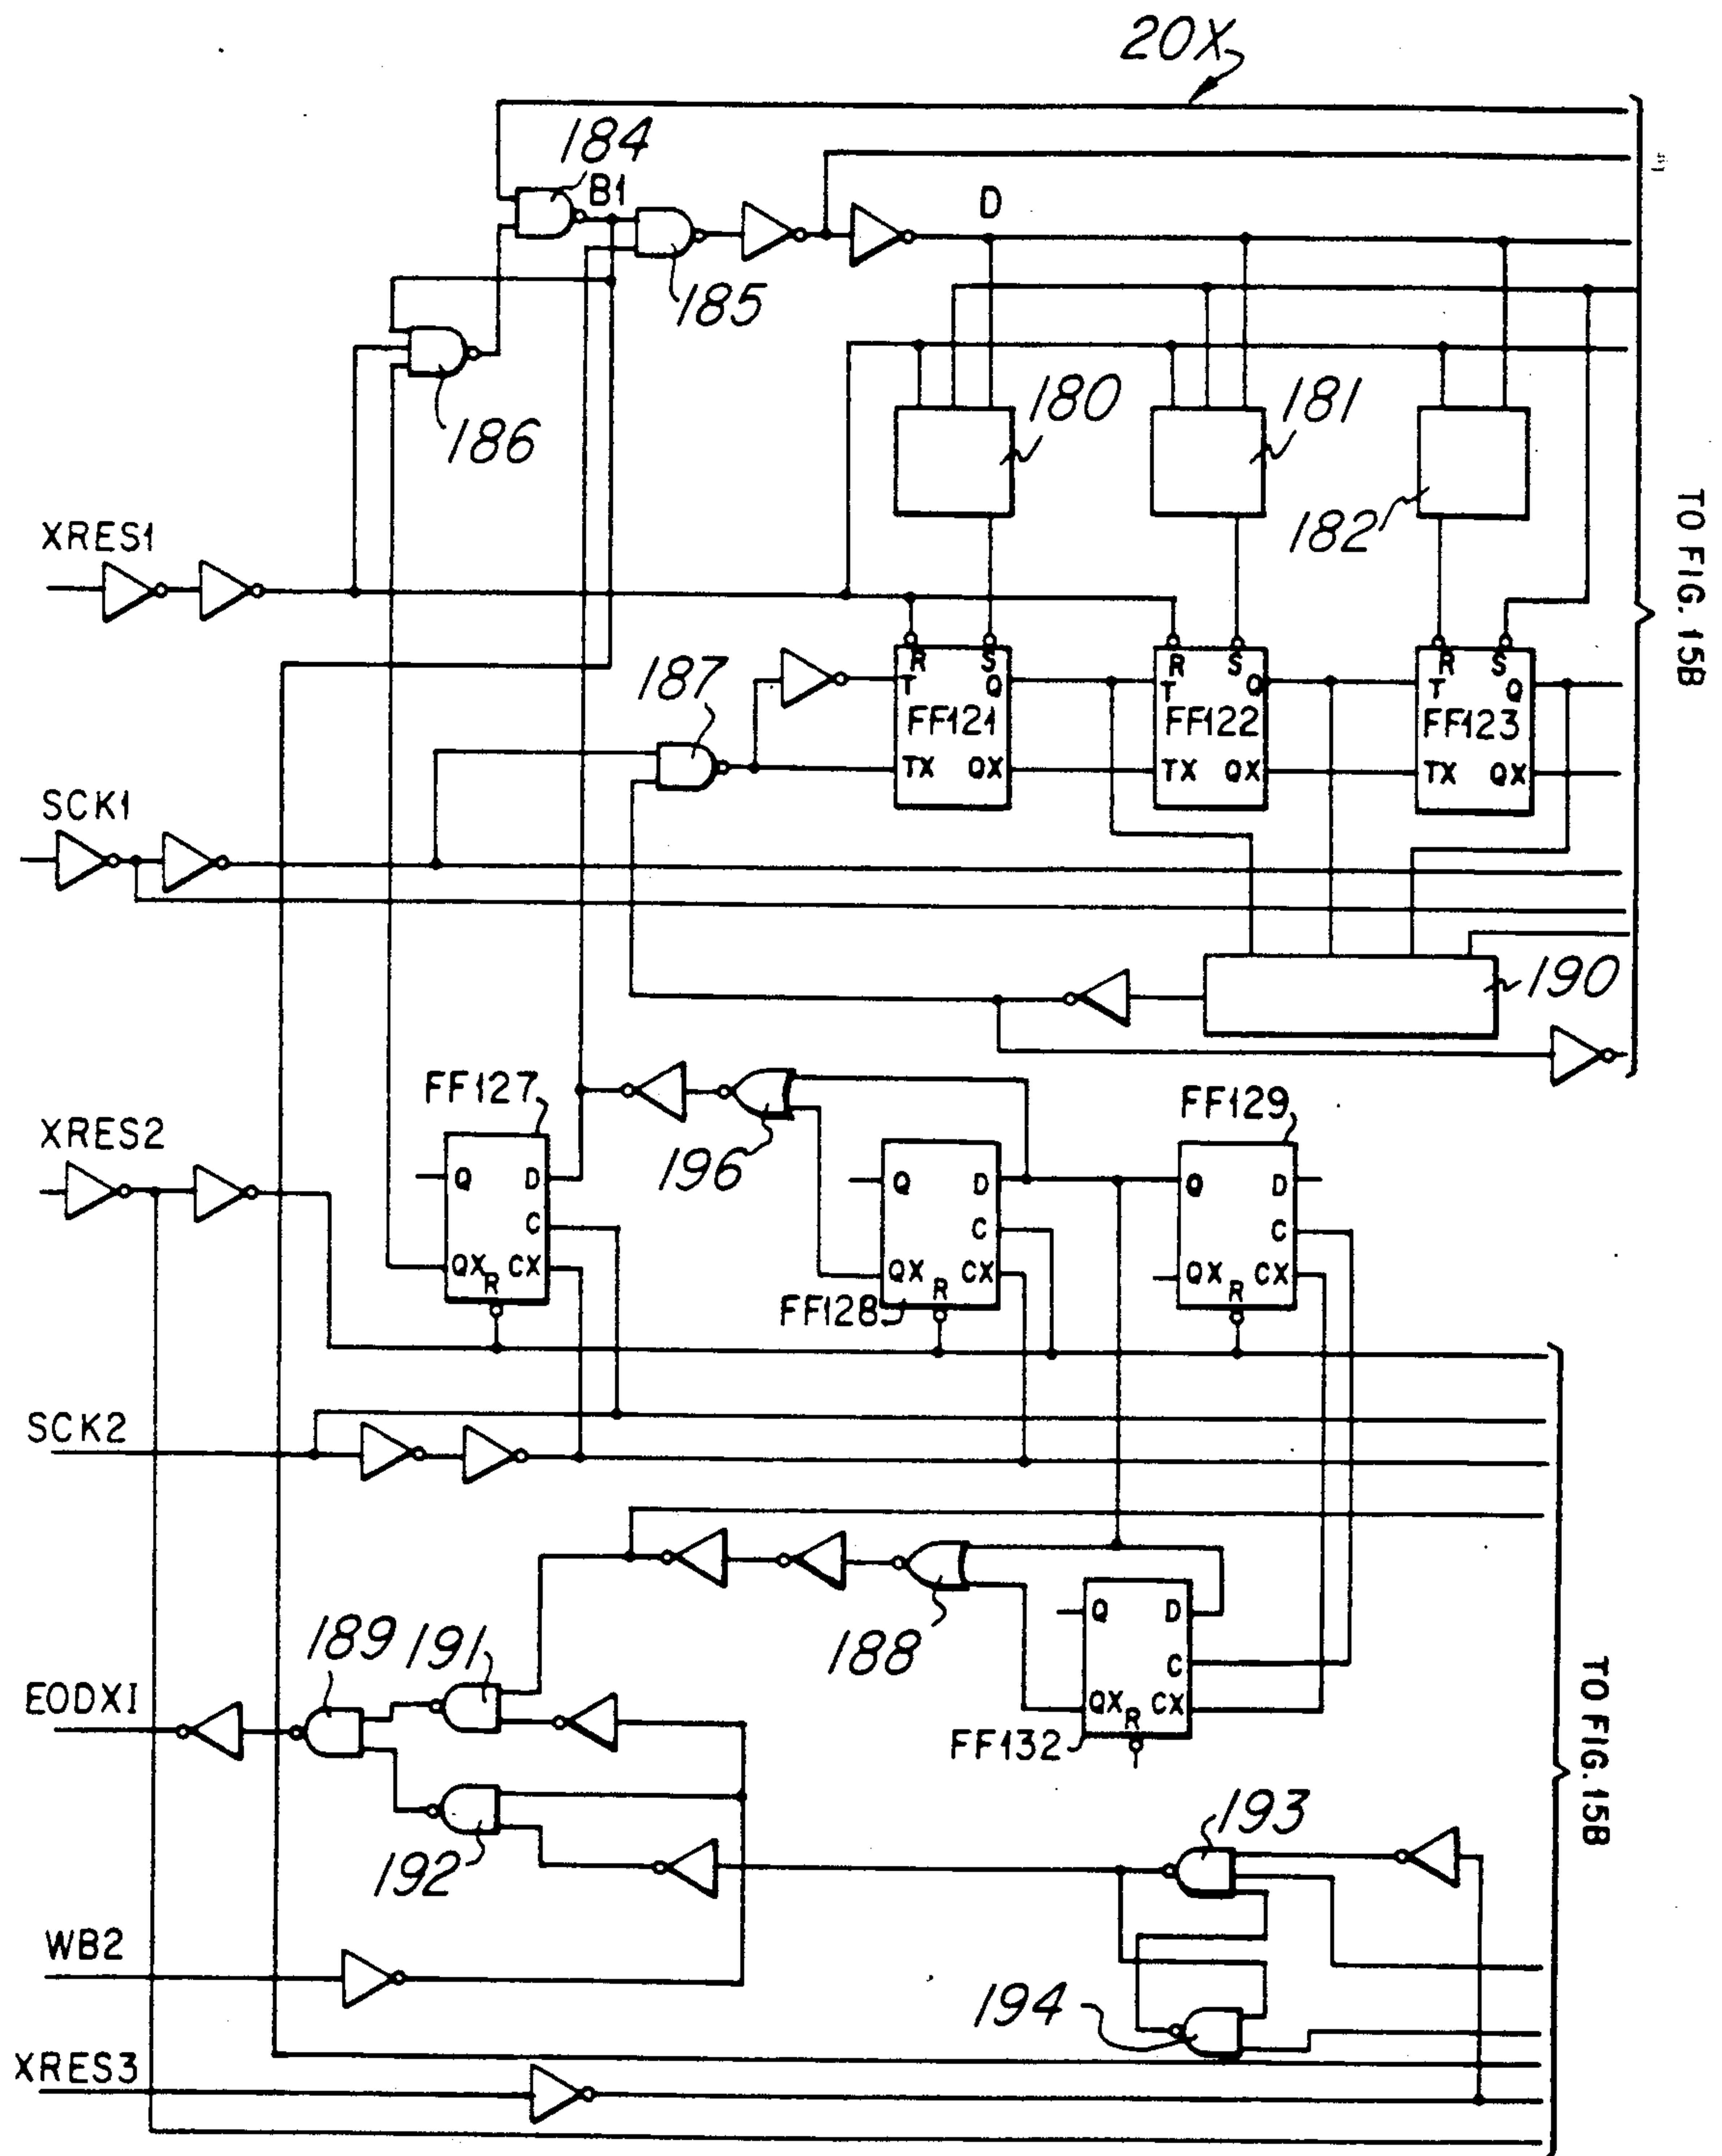 20X
184
B1
D
185
186
180
181
182
XRES1
TO FIG. 15B
187
R S
T Q
FF121
TX QX
R S
T Q
FF122
TX QX
R S
T Q
FF123
TX QX
SCK1
190
FF127
196
FF129
XRES2
Q D
C
QX R CX
Q D
C
QX R CX
FF128
Q D
C
QX R CX
SCK2
188
Q D
C
QX R CX
FF132
189
191
EODXI
TO FIG. 15B
192
193
WB2
194
XRES3